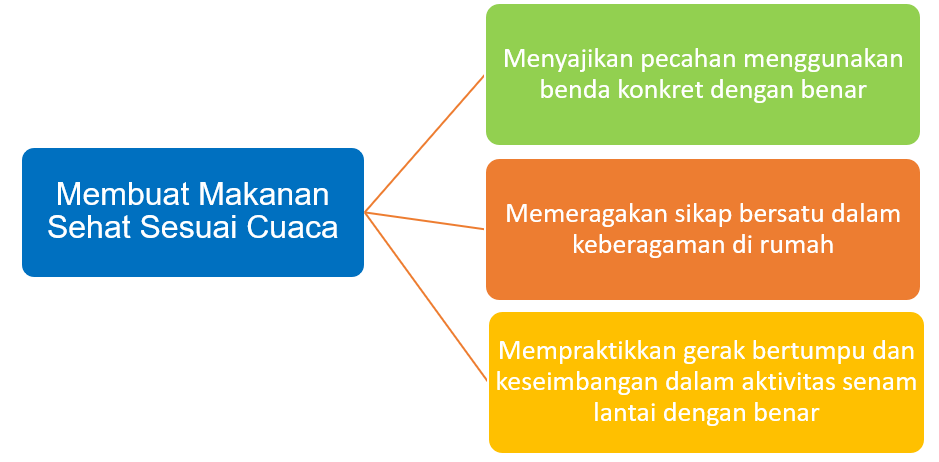 Membuat Makanan
Sehat Sesuai Cuaca
Menyajikan pecahan menggunakan
benda konkret dengan benar
Memeragakan sikap bersatu dalam
keberagaman di rumah
Mempraktikkan gerak bertumpu dan
keseimbangan dalam aktivitas senam
lantai dengan benar